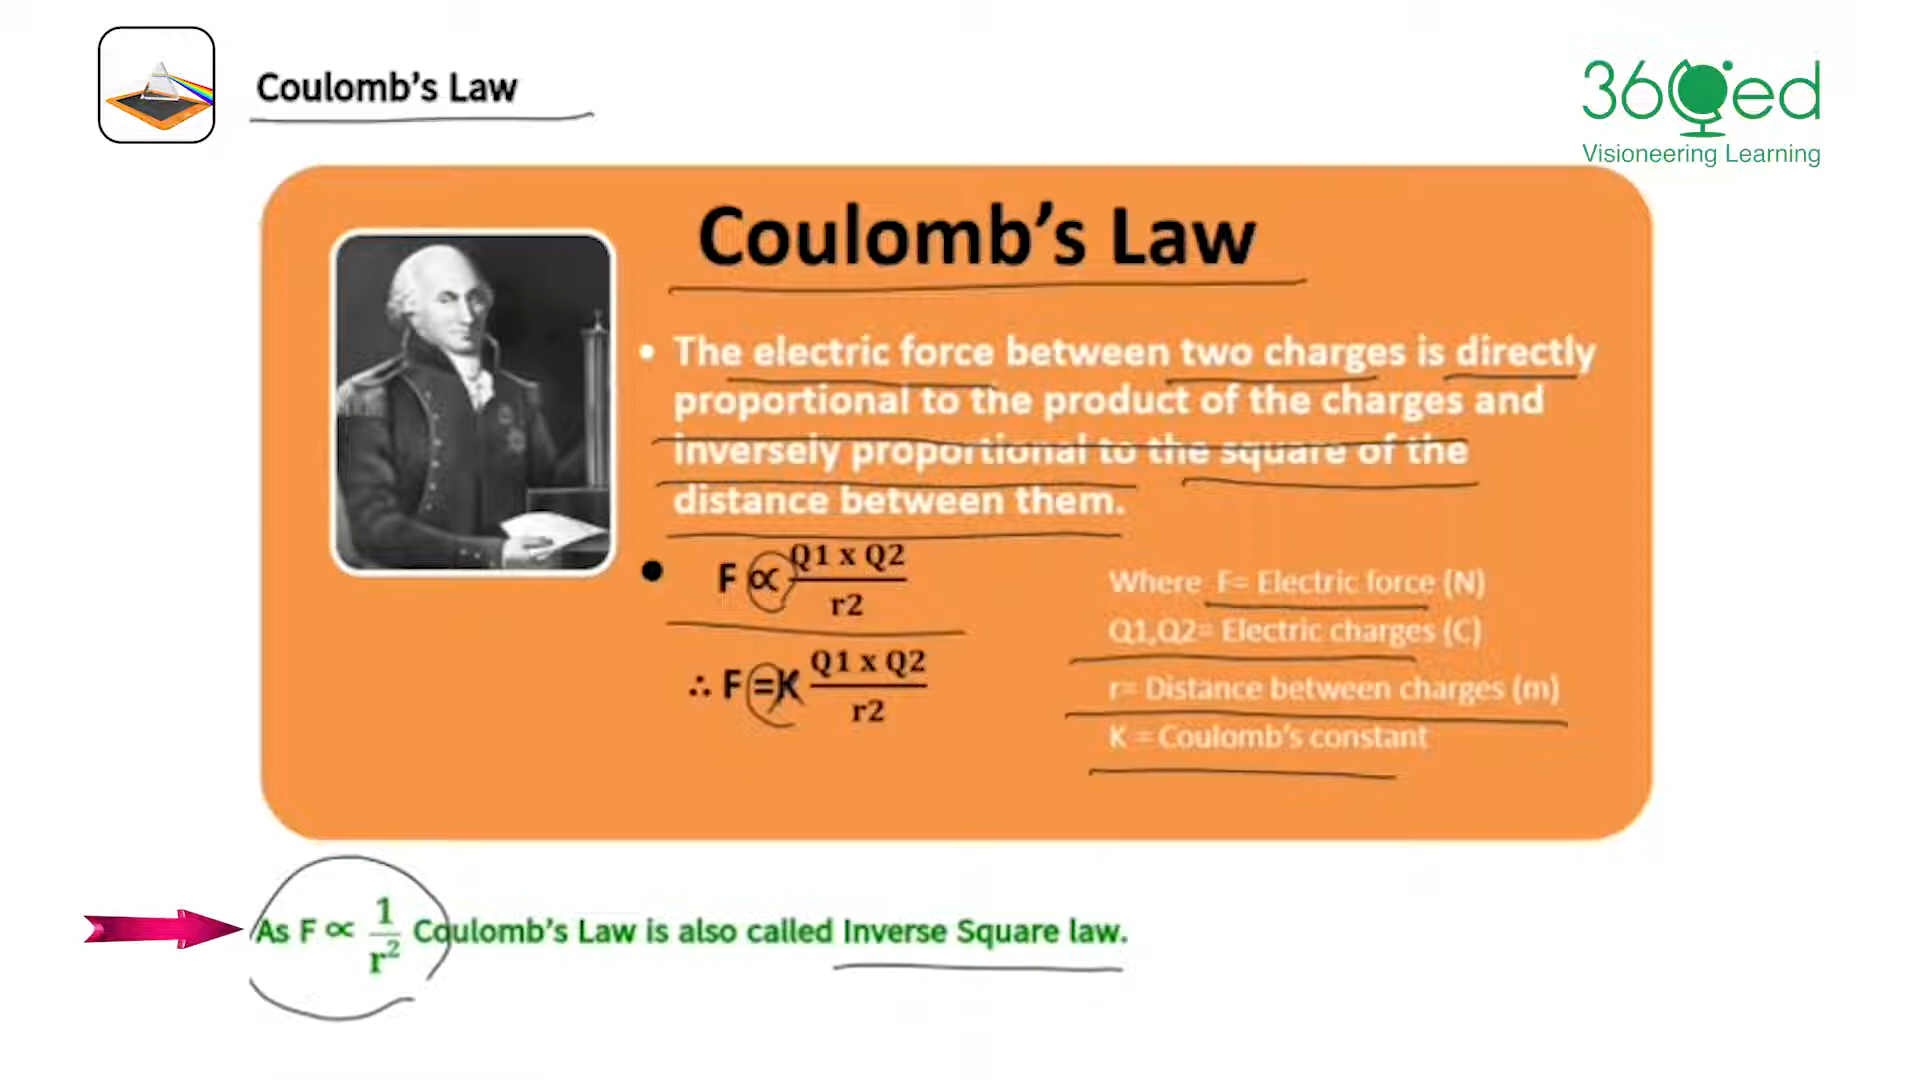 Coulomb's Law
360ed
Visioneering Learning
Coulomb's Law
• The electric force between two charges is directly
proportional to the product of the charges and
inversely proportional to the square of the
distance between them.
• F ∝ Q1 x Q2 / r2
∴ F =K Q1 x Q2 / r2
Where F= Electric force (N)
Q1,Q2= Electric charges (C)
r= Distance between charges (m)
K = Coulomb's constant
As F ∝ 1/r² Coulomb's Law is also called Inverse Square law.